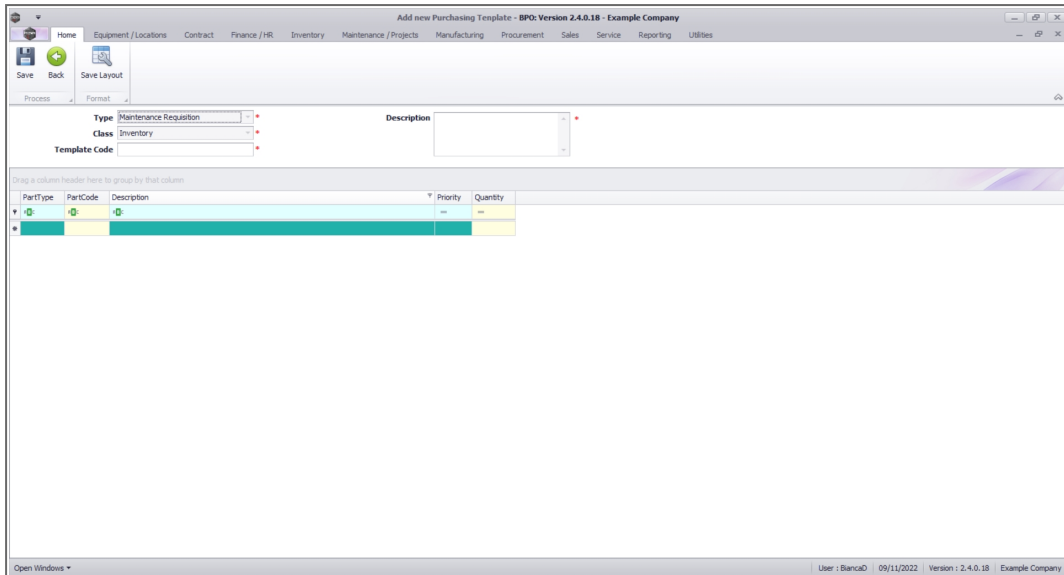 Add new Purchasing Template - BPO: Version 2.4.0.18 - Example Company
Home Equipment / Locations Contract Finance / HR Inventory Maintenance / Projects Manufacturing Procurement Sales Service Reporting Utilities
Save Back Save Layout
Process Format
Type Maintenance Requisition * Description *
Class Inventory *
Template Code *
Drag a column header here to group by that column
PartType PartCode Description Priority Quantity
Open Windows User : BiancaD 09/11/2022 Version : 2.4.0.18 Example Company